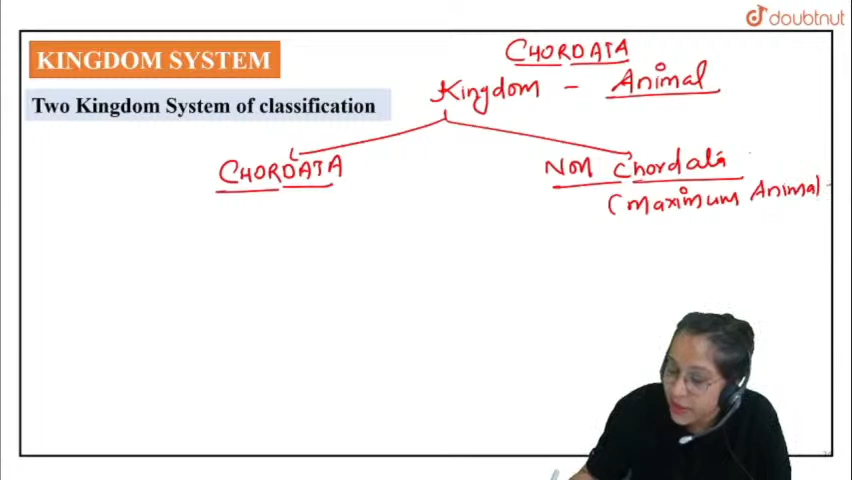 doubtnut
KINGDOM SYSTEM
CHORDATA
Kingdom - Animal
Two Kingdom System of classification
CHORDATA
Non Chordata
(Maximum Animal)